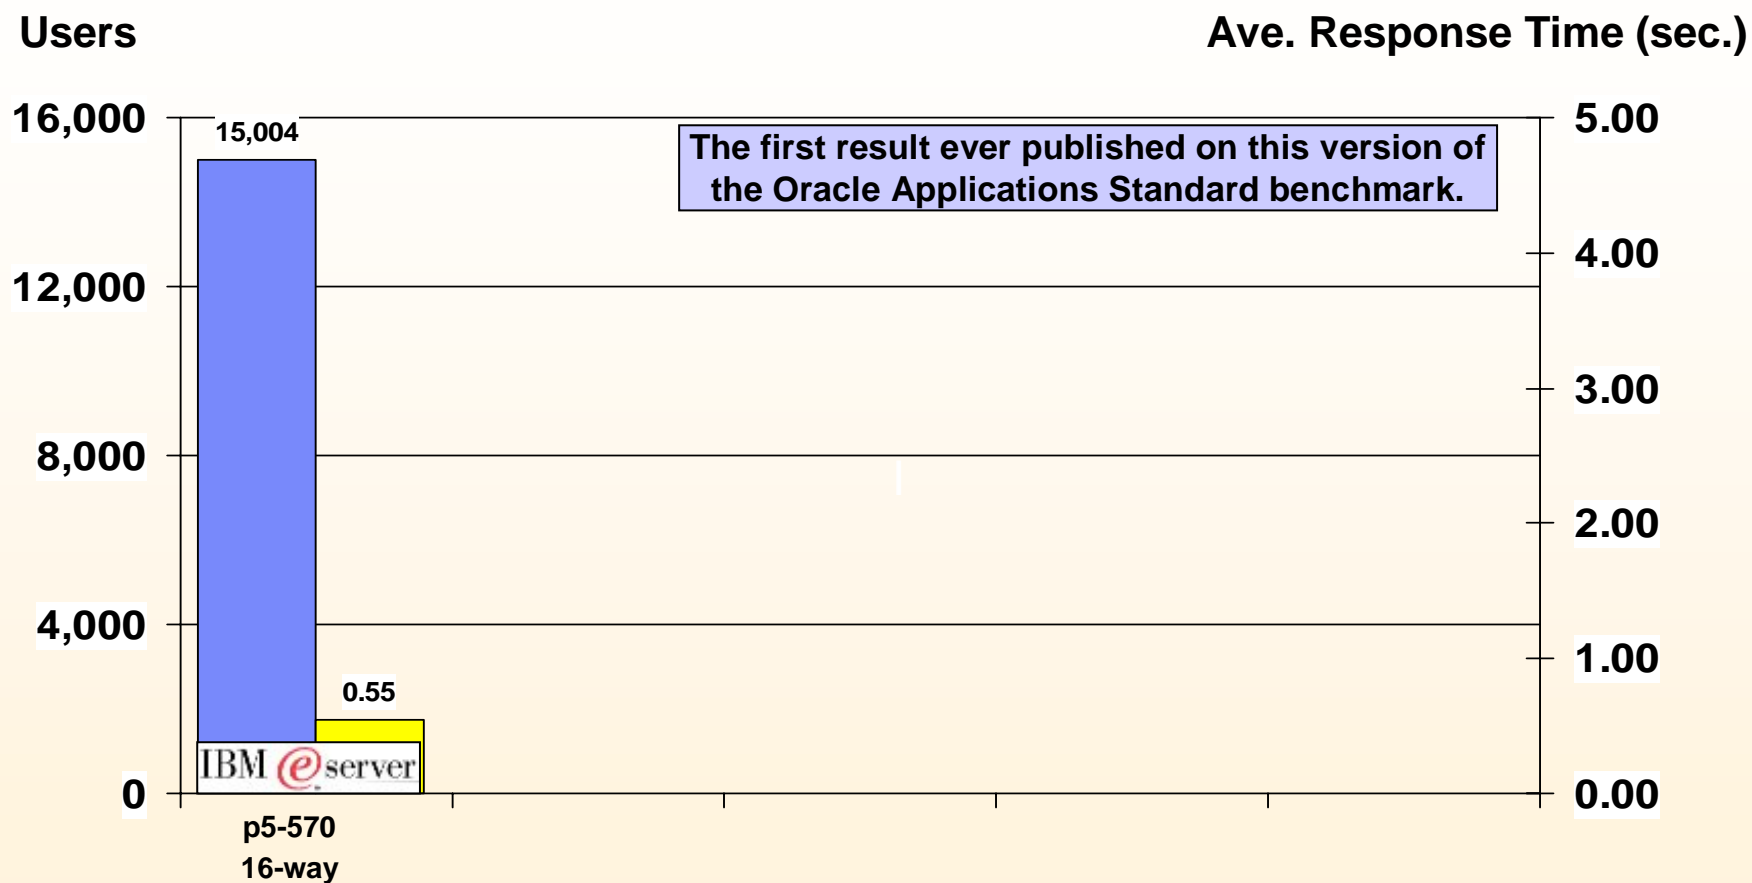 Users
Ave. Response Time (sec.)
16,000
12,000
8,000
4,000
0
15,004
0.55
The first result ever published on this version of
the Oracle Applications Standard benchmark.
5.00
4.00
3.00
2.00
1.00
0.00
IBM @server
p5-570
16-way